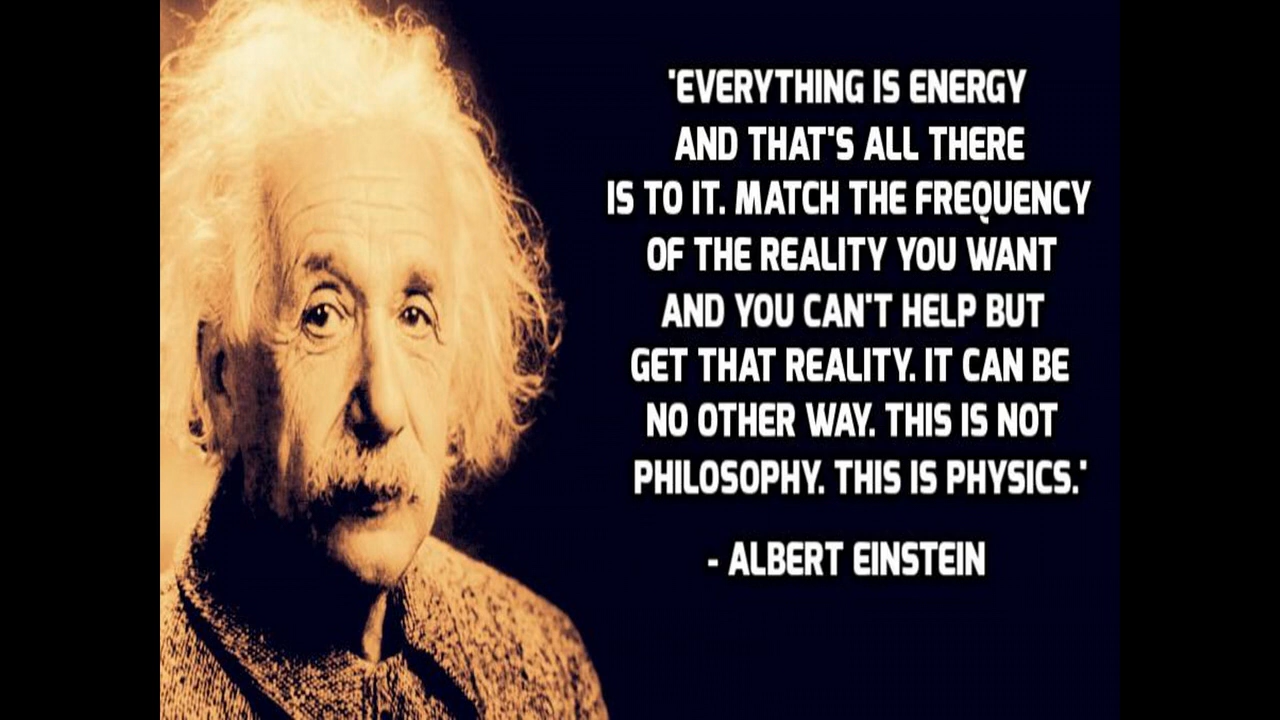 'EVERYTHING IS ENERGY
AND THAT'S ALL THERE
IS TO IT. MATCH THE FREQUENCY
OF THE REALITY YOU WANT
AND YOU CAN'T HELP BUT
GET THAT REALITY. IT CAN BE
NO OTHER WAY. THIS IS NOT
PHILOSOPHY. THIS IS PHYSICS.'
- ALBERT EINSTEIN